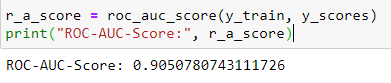 r_a_score = roc_auc_score(y_train, y_scores)
print("ROC-AUC-Score:", r_a_score)
ROC-AUC-Score: 0.9050780743111726